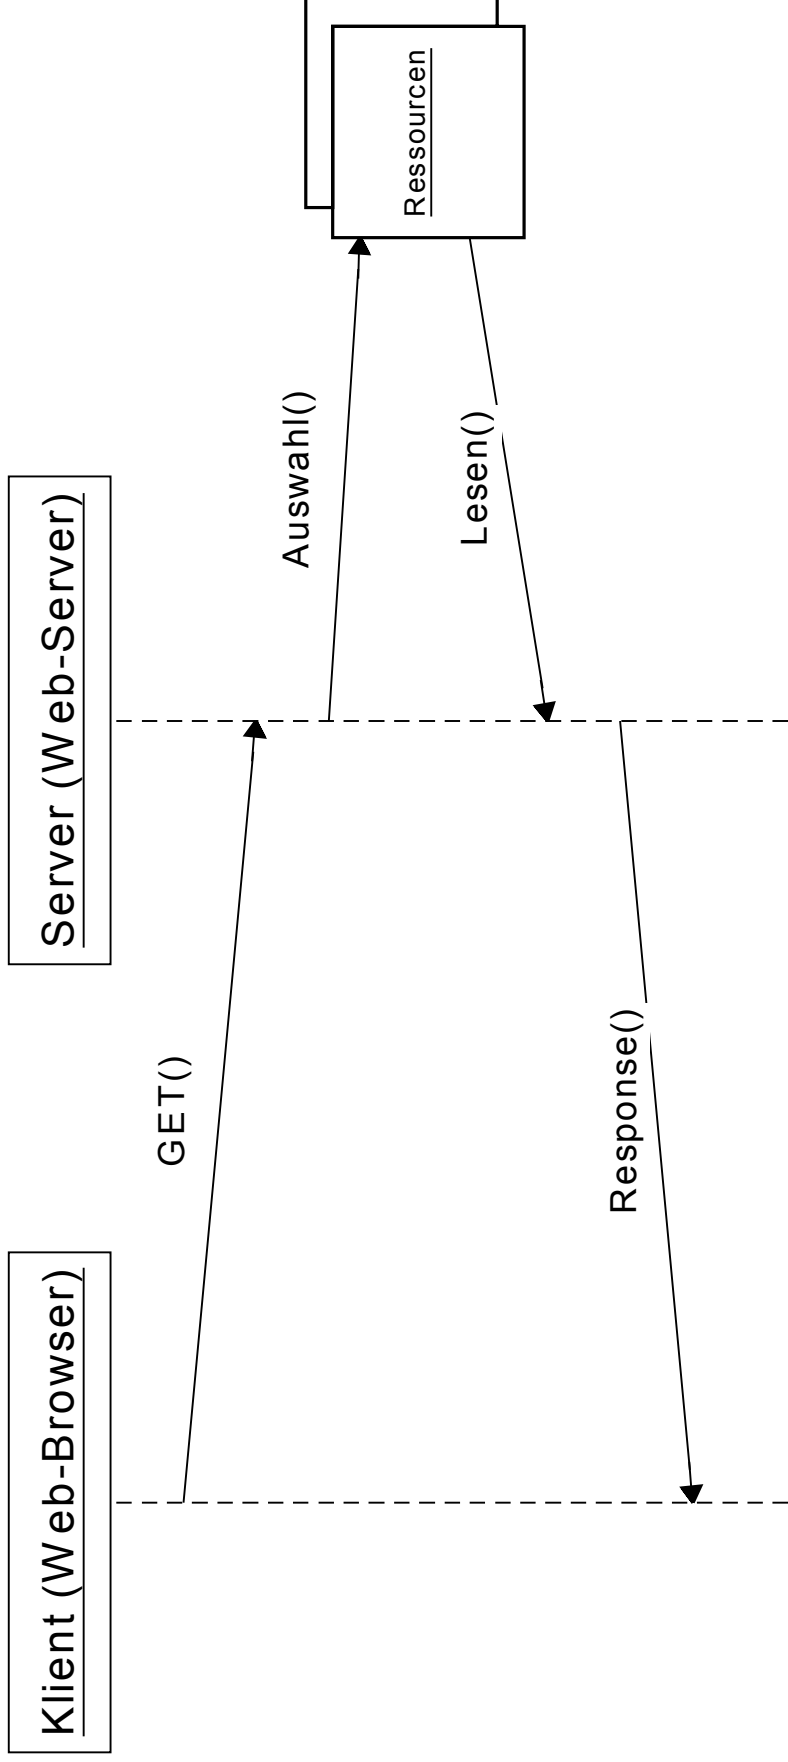 Klient (Web-Browser)
Server (Web-Server)
GET()
Auswahl()
Ressourcen
Lesen()
Response()